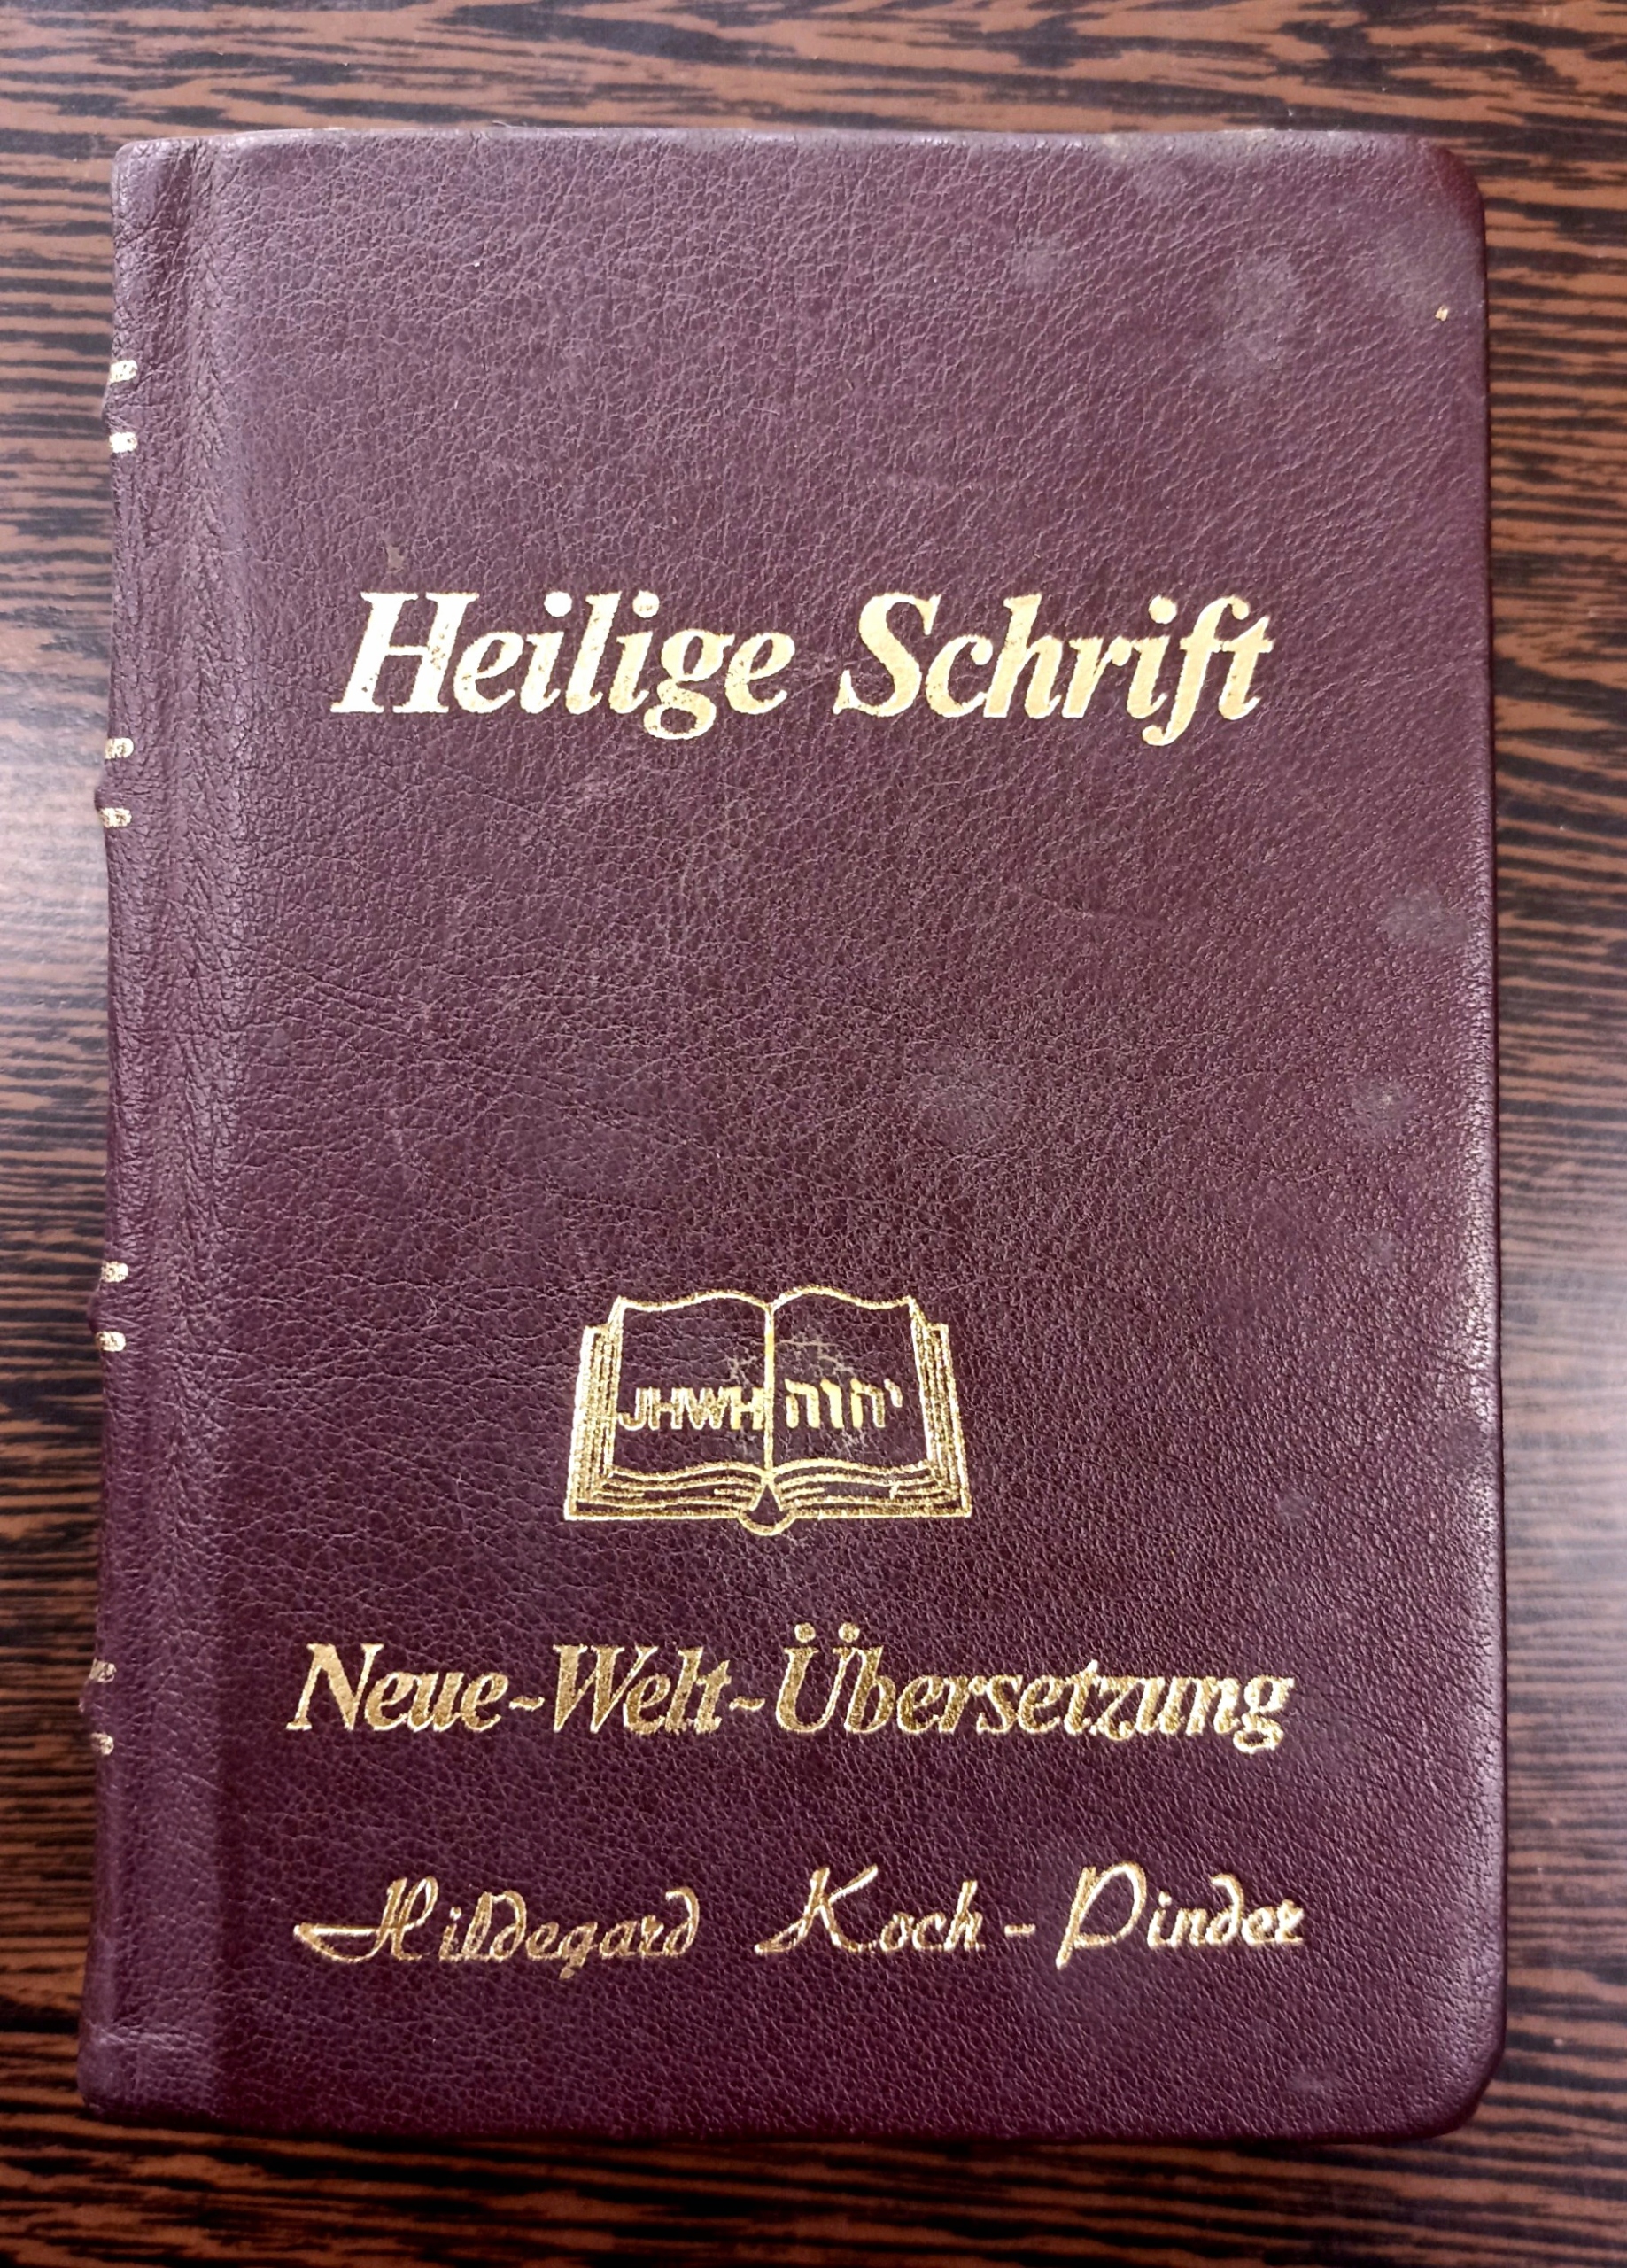 Heilige Schrift
JHWH יהוה
Neue-Welt-Übersetzung
Hildegard Koch-Pinder